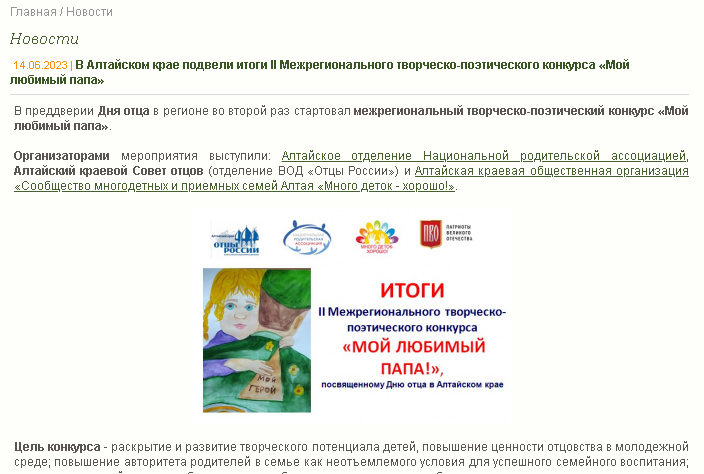 Главная / Новости
Новости
14.06.2023 | В Алтайском крае подвели итоги II Межрегионального творческо-поэтического конкурса «Мой
любимый папа»
В преддверии Дня отца в регионе во второй раз стартовал межрегиональный творческо-поэтический конкурс «Мой
любимый папа».
Организаторами мероприятия выступили: Алтайское отделение Национальной родительской ассоциацией,
Алтайский краевой Совет отцов (отделение ВОД «Отцы России») и Алтайская краевая общественная организация
«Сообщество многодетных и приемных семей Алтая «Много деток - хорошо!».
ОТЦЫ
РОССИИ
НАЦИОНАЛЬНАЯ
РОДИТЕЛЬСКАЯ
АССОЦИАЦИЯ
МНОГО ДЕТОК-
ХОРОШО!
ПВО
ПАТРИОТЫ
ВЕЛИКОГО
ОТЕЧЕСТВА
МОЙ
ГЕРОЙ
ИТОГИ
II Межрегионального творческо-
поэтического конкурса
«МОЙ ЛЮБИМЫЙ
ПАПА!»,
посвященному Дню отца в Алтайском крае
Цель конкурса - раскрытие и развитие творческого потенциала детей, повышение ценности отцовства в молодежной
среде; повышение авторитета родителей в семье как неотъемлемого условия для успешного семейного воспитания;